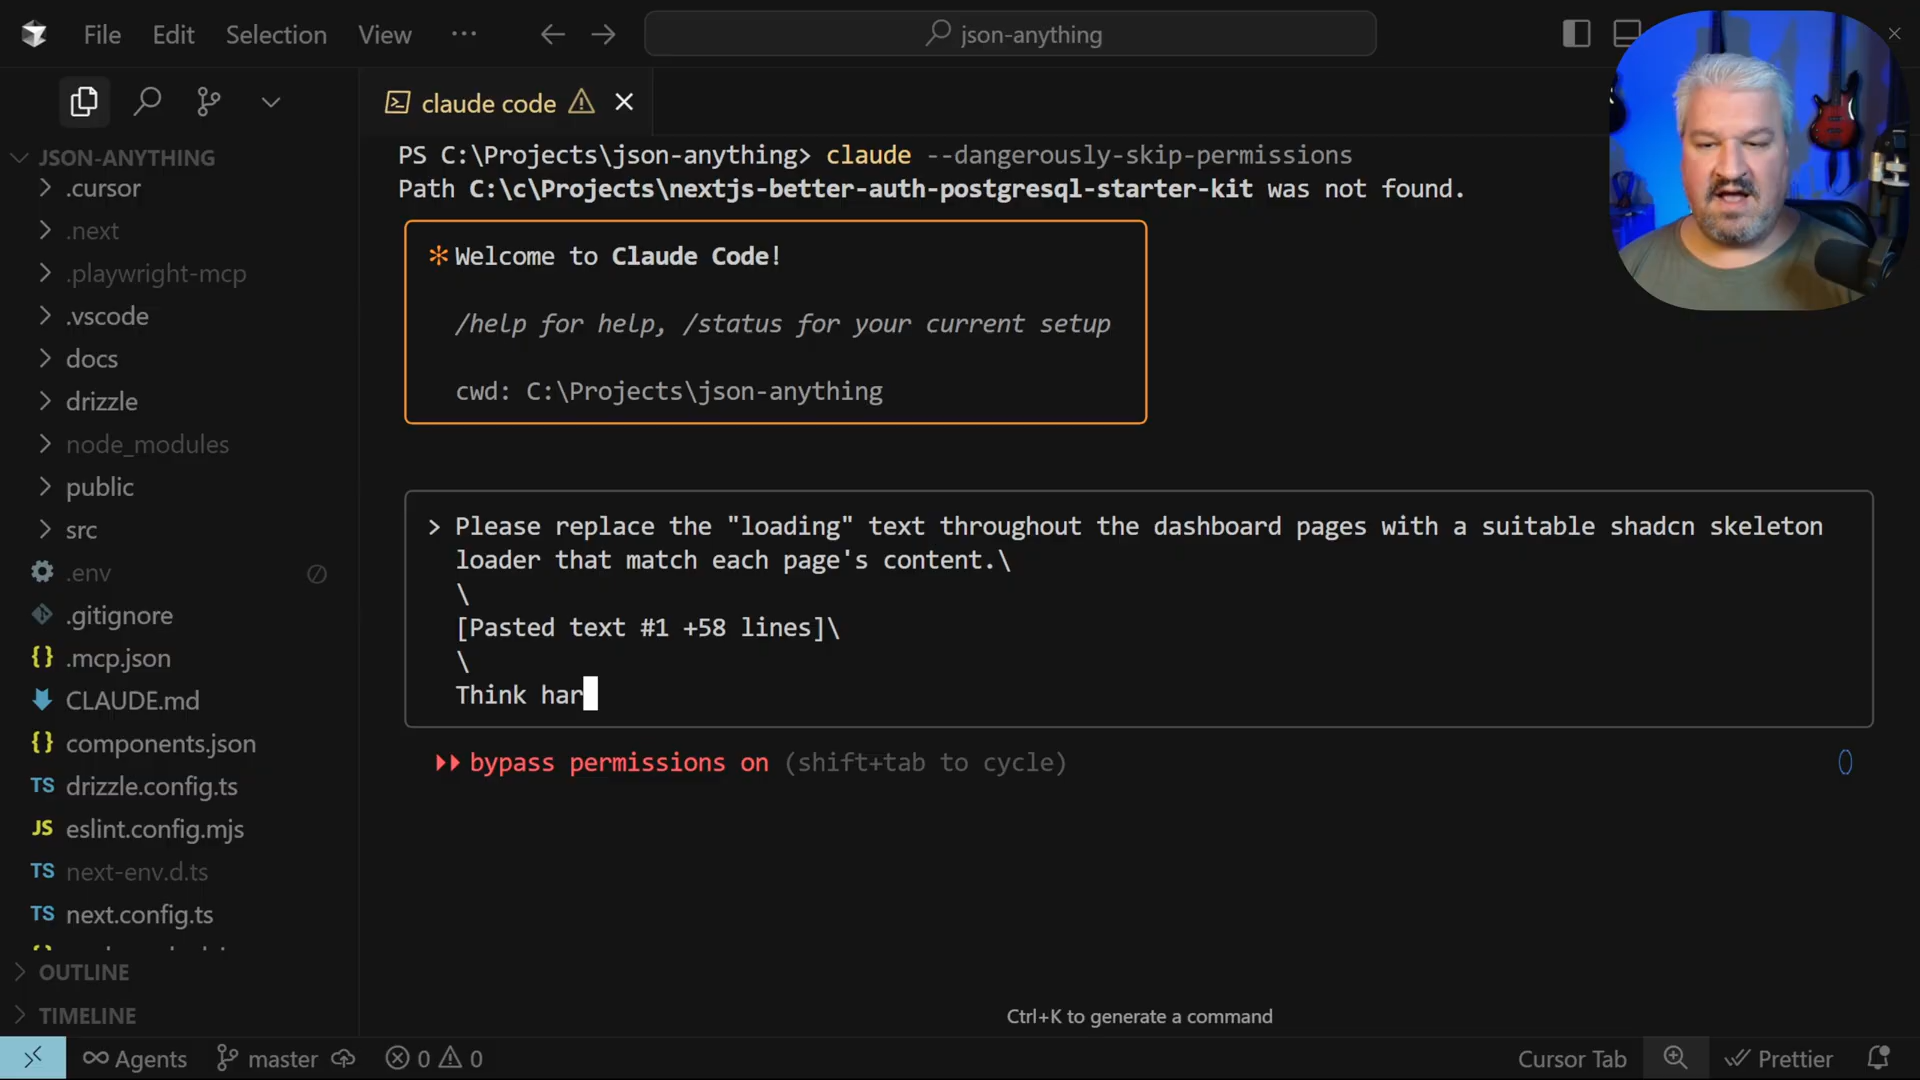 File Edit Selection View ··· json-anything
claude code
JSON-ANYTHING
.cursor
.next
.playwright-mcp
.vscode
docs
drizzle
node_modules
public
src
.env
.gitignore
.mcp.json
CLAUDE.md
components.json
drizzle.config.ts
eslint.config.mjs
next-env.d.ts
next.config.ts
OUTLINE
TIMELINE
PS C:\Projects\json-anything> claude --dangerously-skip-permissions
Path C:\c\Projects\nextjs-better-auth-postgresql-starter-kit was not found.
* Welcome to Claude Code!
/help for help, /status for your current setup
cwd: C:\Projects\json-anything
> Please replace the "loading" text throughout the dashboard pages with a suitable shadcn skeleton
loader that match each page's content.\
\
[Pasted text #1 +58 lines]\
\
Think har
bypass permissions on (shift+tab to cycle)
Ctrl+K to generate a command
Agents master 0 0 Cursor Tab Prettier